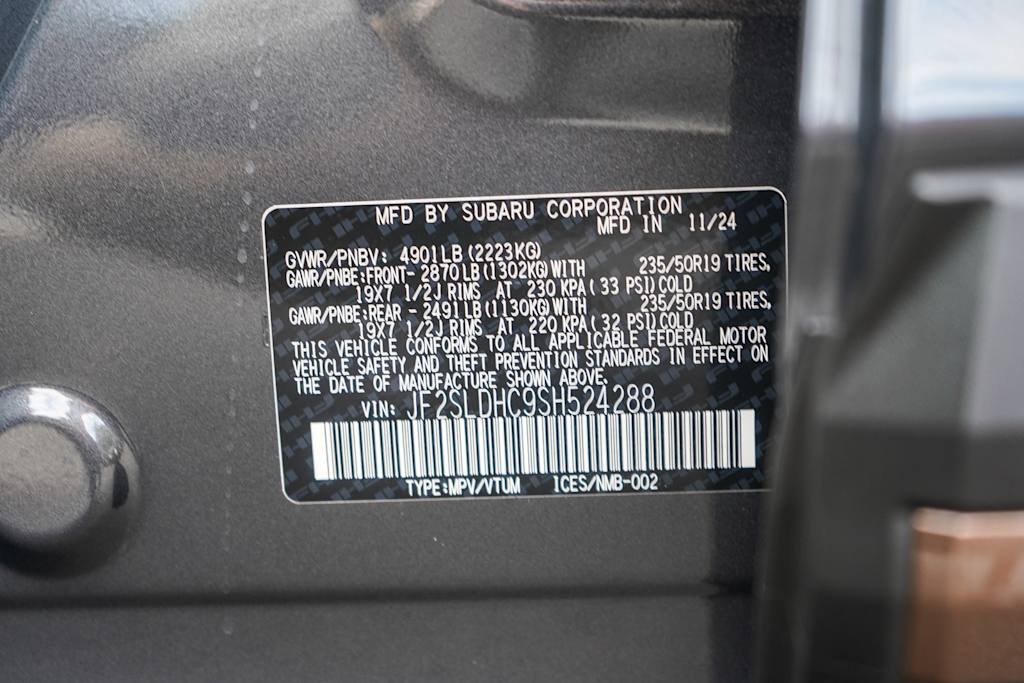 MFD BY SUBARU CORPORATION
MFD IN 11/24
GVWR/PNBV: 4901LB (2223KG)
GAWR/PNBE:FRONT- 2870LB(1302KG)WITH 235/50R19 TIRES,
19X7 1/2J RIMS AT 230 KPA( 33 PSI)COLD
GAWR/PNBE:REAR - 2491LB(1130KG)WITH 235/50R19 TIRES,
19X7 1/2J RIMS AT 220 KPA( 32 PSI)COLD
THIS VEHICLE CONFORMS TO ALL APPLICABLE FEDERAL MOTOR
VEHICLE SAFETY AND THEFT PREVENTION STANDARDS IN EFFECT ON
THE DATE OF MANUFACTURE SHOWN ABOVE.
VIN: JF2SLDHC9SH524288
TYPE:MPV/VTUM ICES/NMB-002